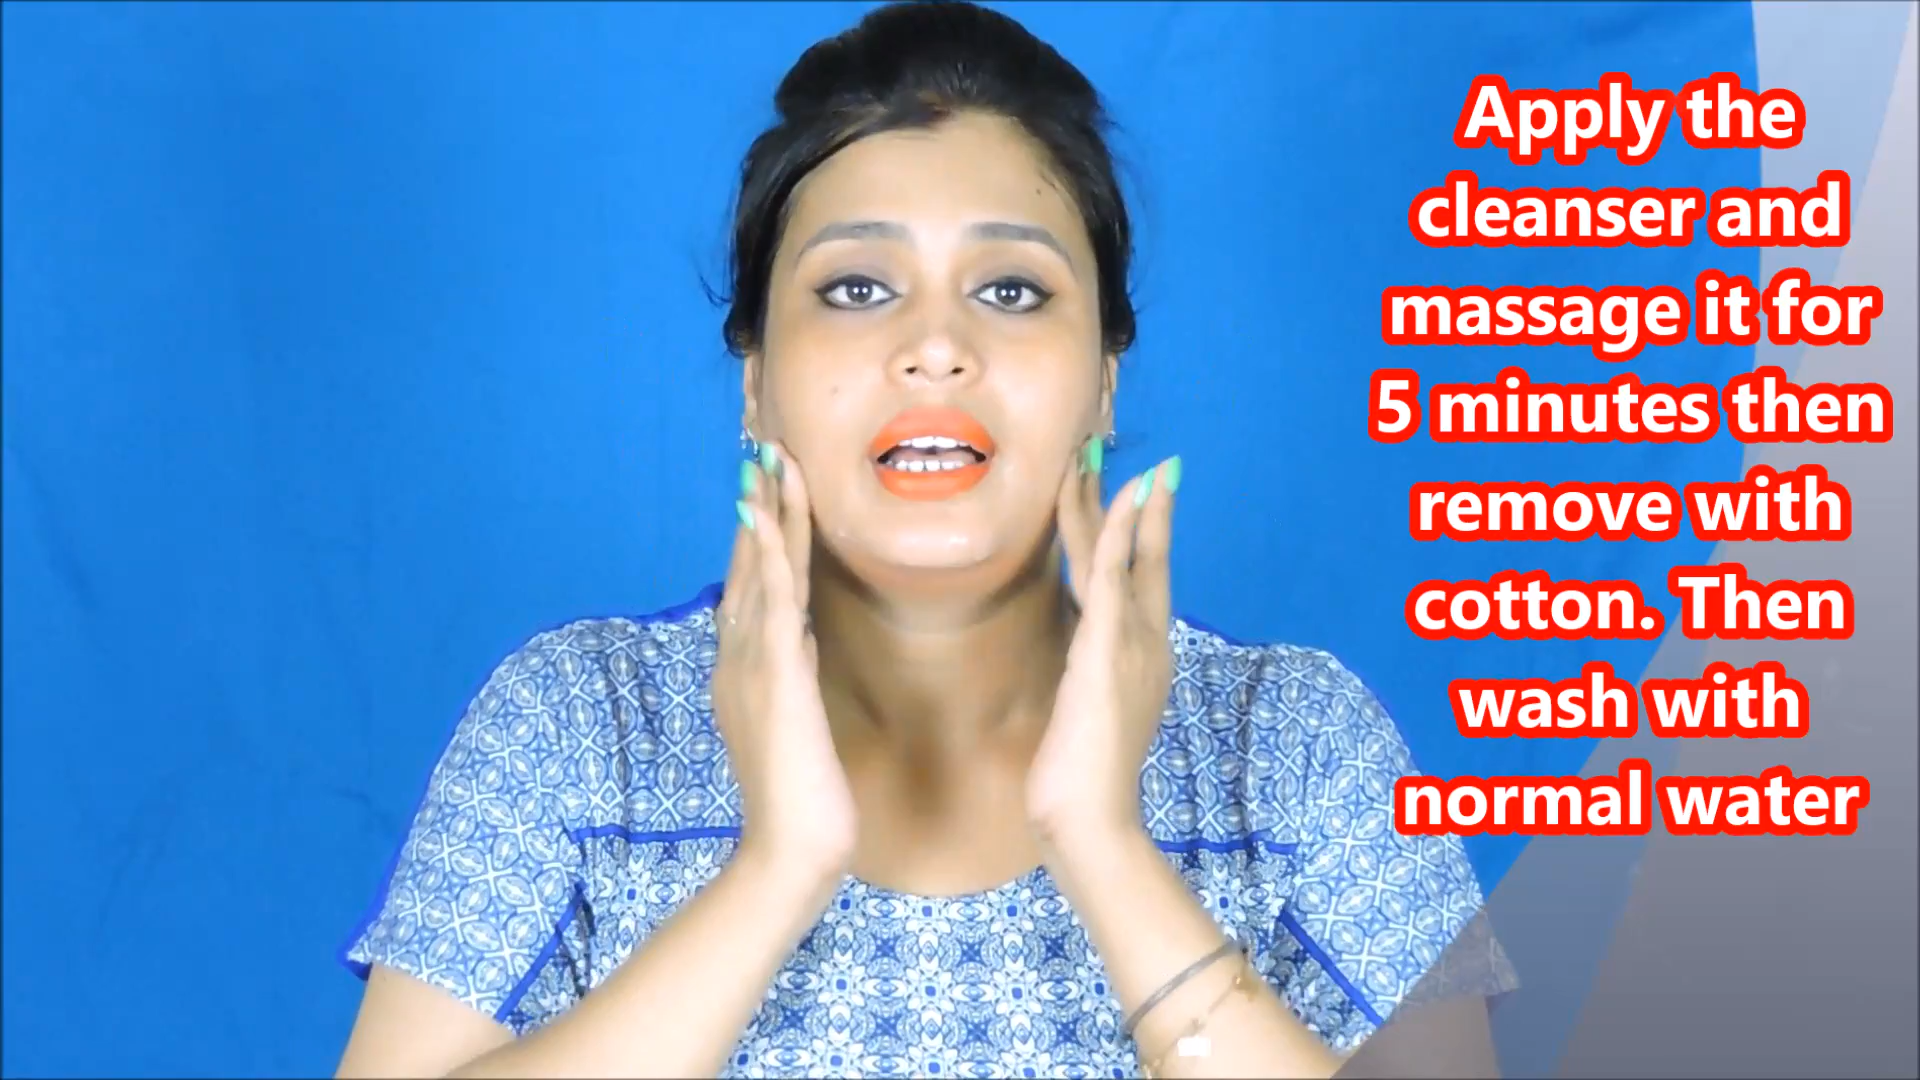 Apply the
cleanser and
massage it for
5 minutes then
remove with
cotton. Then
wash with
normal water